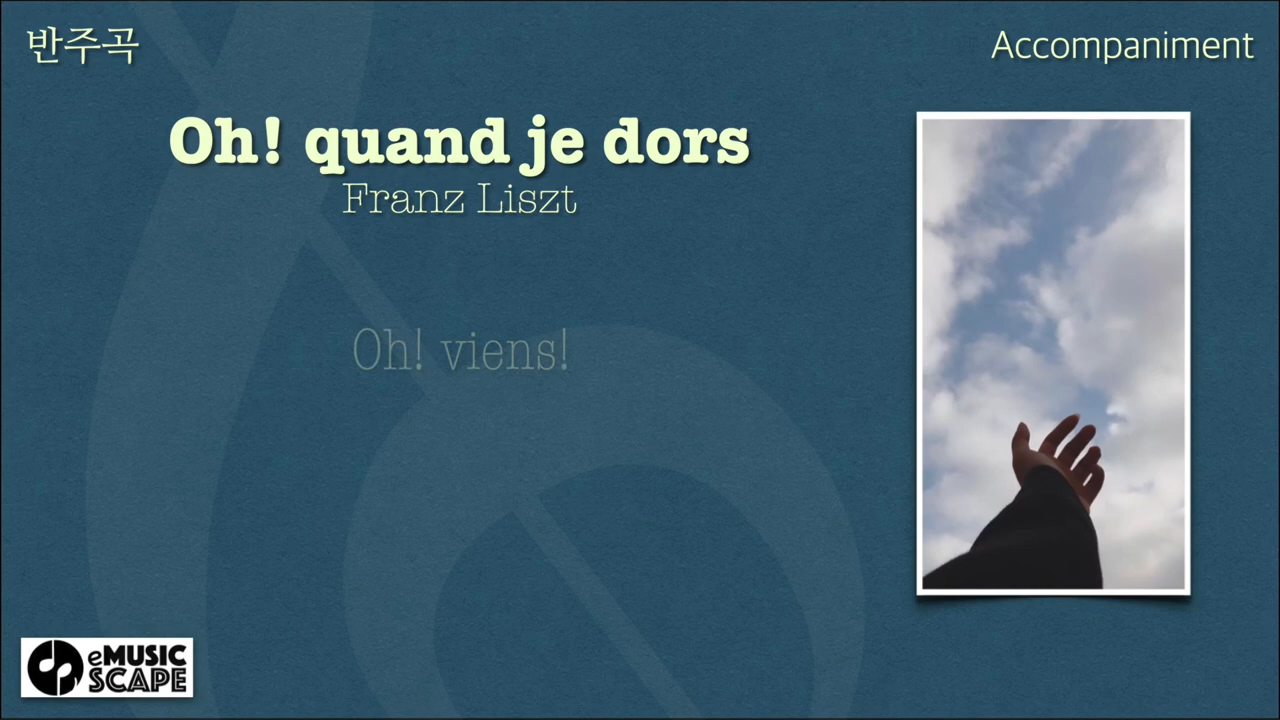 반주곡
Accompaniment
Oh! quand je dors
Franz Liszt
Oh! viens!
eMUSIC
SCAPE